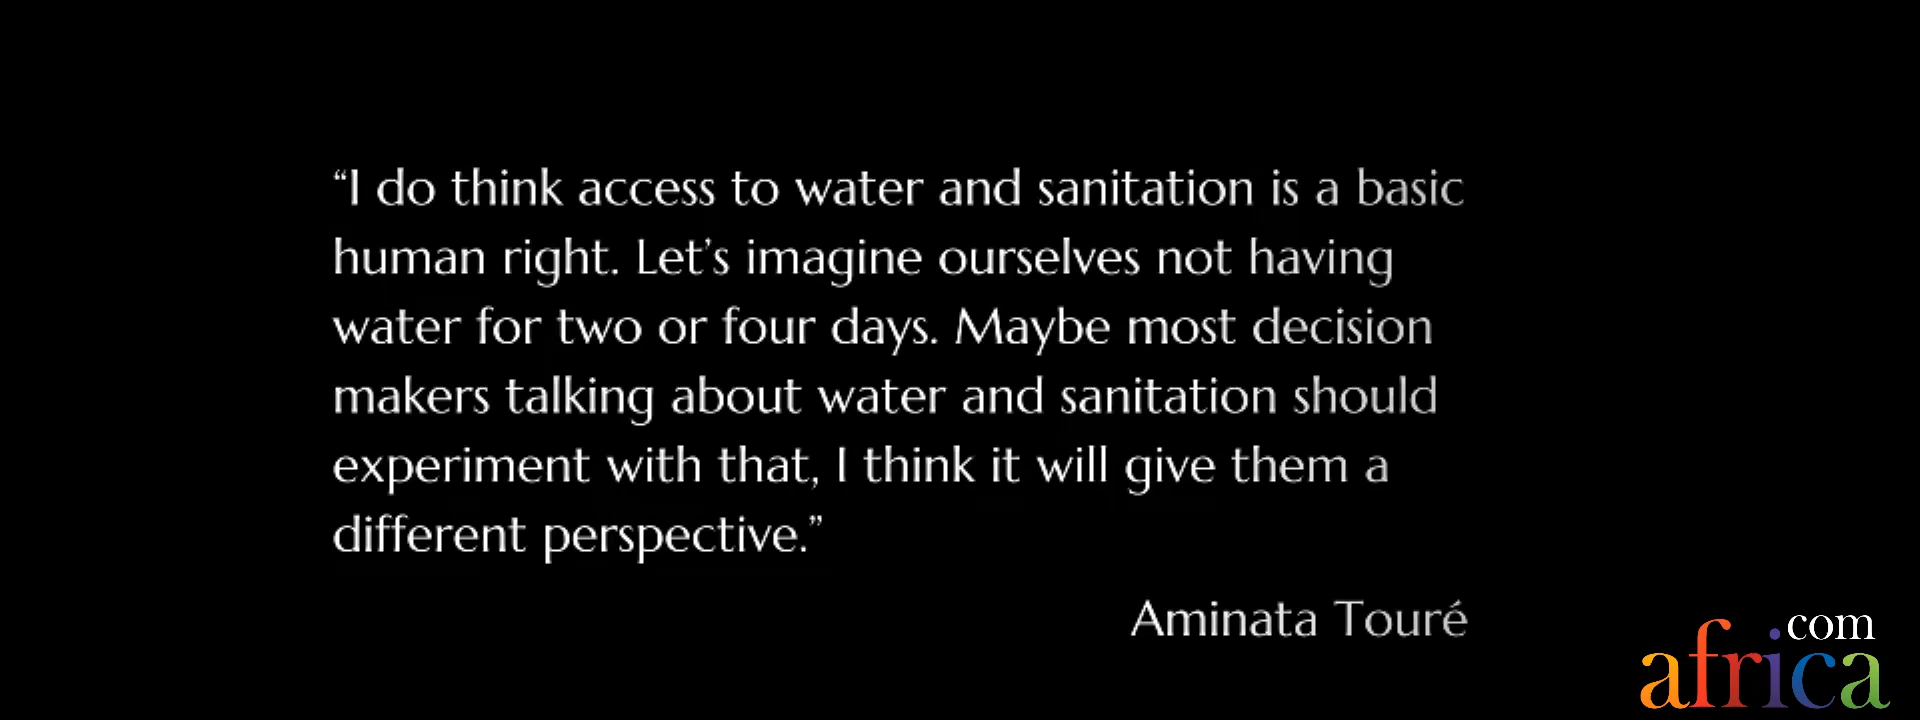 “I do think access to water and sanitation is a basic
human right. Let’s imagine ourselves not having
water for two or four days. Maybe most decision
makers talking about water and sanitation should
experiment with that, I think it will give them a
different perspective.”
Aminata Touré
com
africa